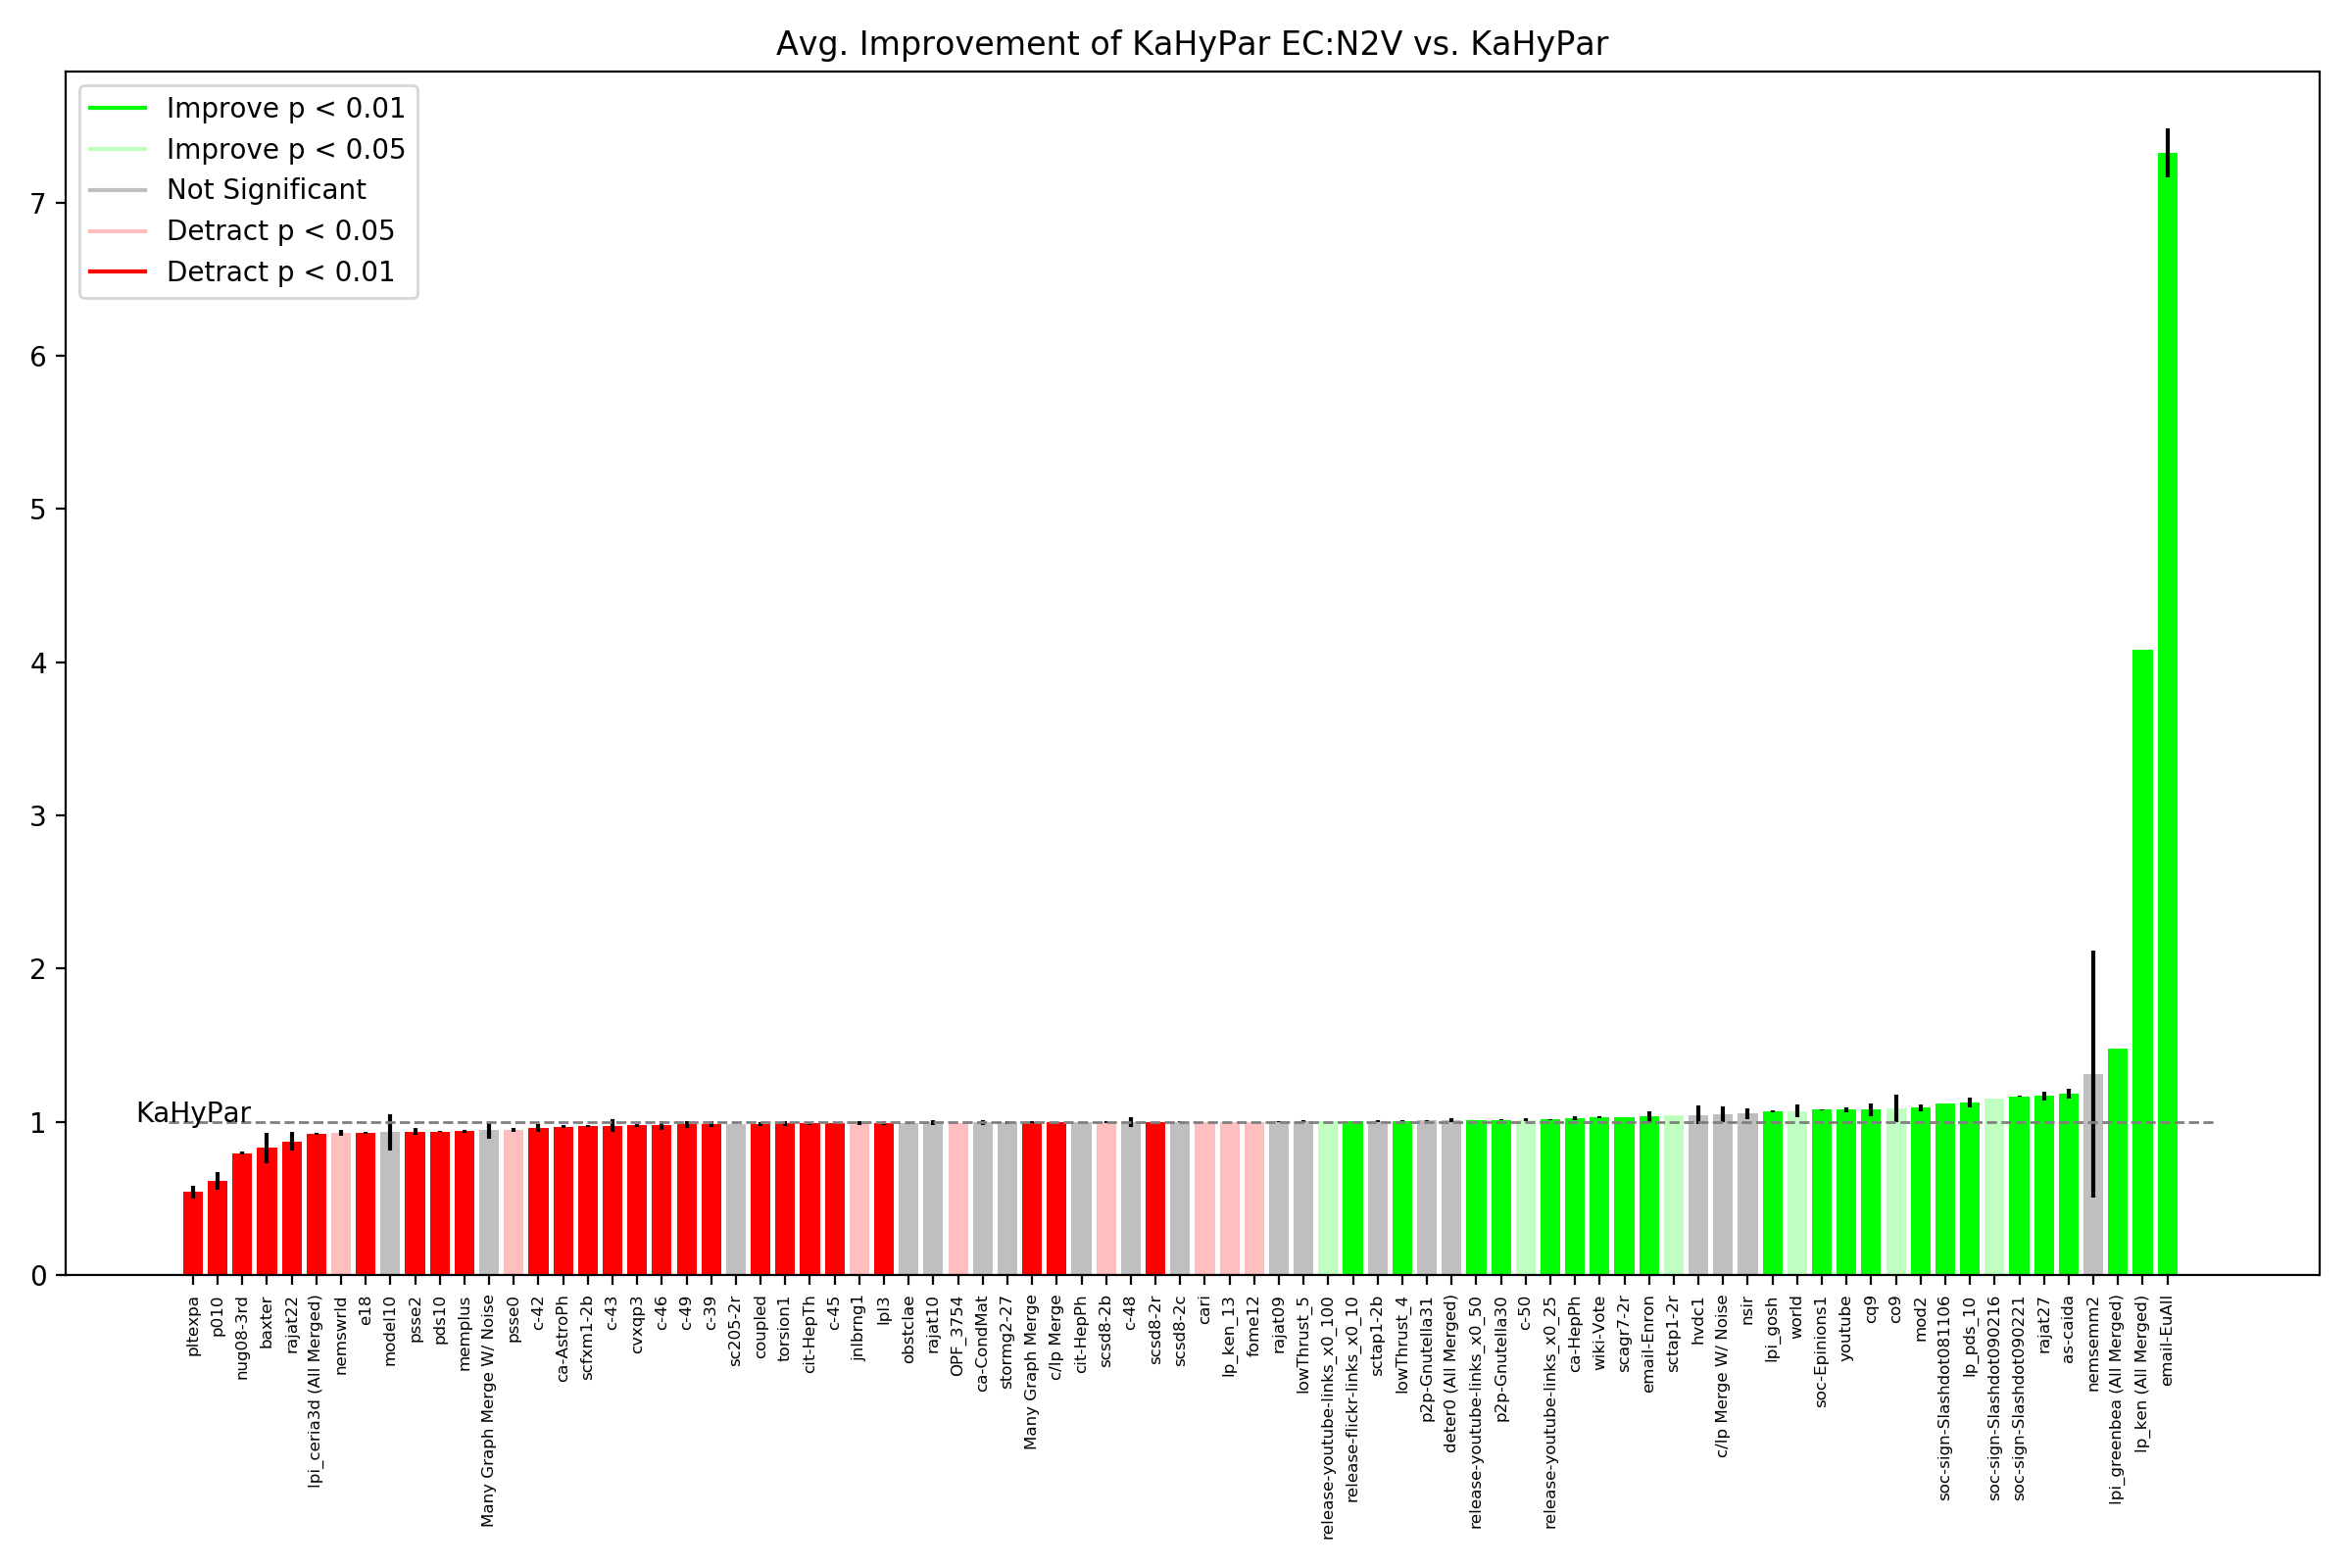 Avg. Improvement of KaHyPar EC:N2V vs. KaHyPar
Improve p < 0.01
Improve p < 0.05
Not Significant
Detract p < 0.05
Detract p < 0.01
7
6
5
4
3
2
1
0
KaHyPar
pltexpa
p010
nug08-3rd
baxter
rajat22
lpi_ceria3d (All Merged)
nemswrld
e18
model10
psse2
pds10
memplus
Many Graph Merge W/ Noise
psse0
c-42
ca-AstroPh
scfxm1-2b
c-43
cvxqp3
c-46
c-49
c-39
sc205-2r
coupled
torsion1
cit-HepTh
c-45
jnlbrng1
lpl3
obstclae
rajat10
OPF_3754
ca-CondMat
stormg2-27
Many Graph Merge
c/lp Merge
cit-HepPh
scsd8-2b
c-48
scsd8-2r
scsd8-2c
cari
lp_ken_13
fome12
rajat09
lowThrust_5
release-youtube-links_x0_100
release-flickr-links_x0_10
sctap1-2b
lowThrust_4
p2p-Gnutella31
deter0 (All Merged)
release-youtube-links_x0_50
p2p-Gnutella30
c-50
release-youtube-links_x0_25
ca-HepPh
wiki-Vote
scagr7-2r
email-Enron
sctap1-2r
hvdc1
c/lp Merge W/ Noise
nsir
lpi_gosh
world
soc-Epinions1
youtube
cq9
co9
mod2
soc-sign-Slashdot081106
lp_pds_10
soc-sign-Slashdot090216
soc-sign-Slashdot090221
rajat27
as-caida
nemsemm2
lpi_greenbea (All Merged)
lp_ken (All Merged)
email-EuAll